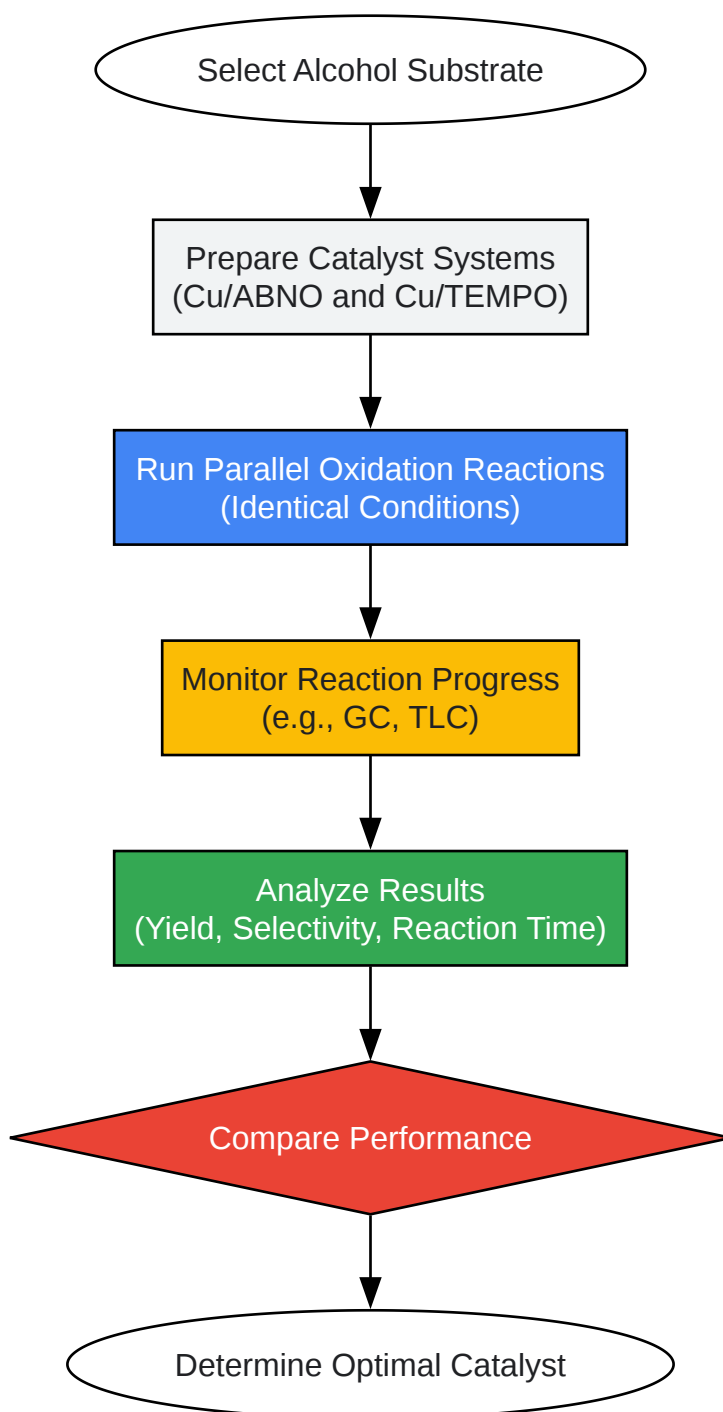 Select Alcohol Substrate
Prepare Catalyst Systems
(Cu/ABNO and Cu/TEMPO)
Run Parallel Oxidation Reactions
(Identical Conditions)
Monitor Reaction Progress
(e.g., GC, TLC)
Analyze Results
(Yield, Selectivity, Reaction Time)
Compare Performance
Determine Optimal Catalyst